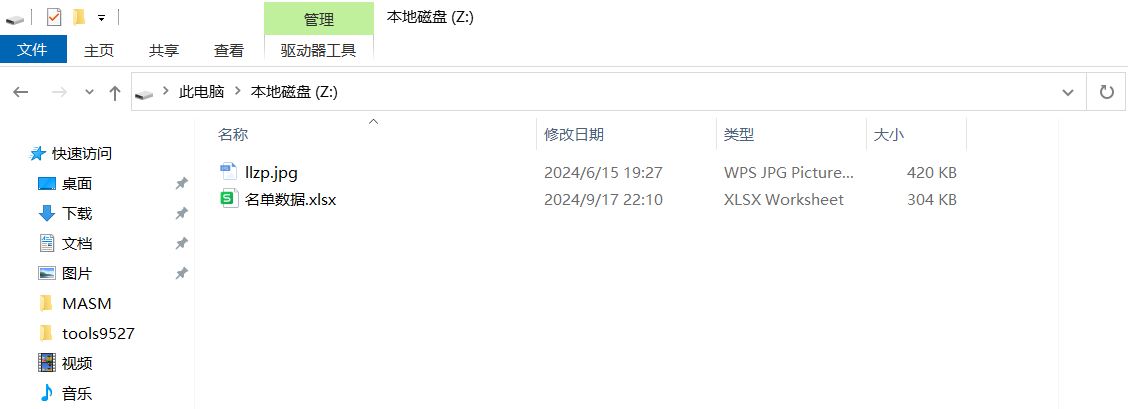 管理 本地磁盘 (Z:)
文件 主页 共享 查看 驱动器工具
此电脑 本地磁盘 (Z:)
名称 修改日期 类型 大小
快速访问
桌面
下载
文档
图片
MASM
tools9527
视频
音乐
llzp.jpg 2024/6/15 19:27 WPS JPG Picture... 420 KB
名单数据.xlsx 2024/9/17 22:10 XLSX Worksheet 304 KB